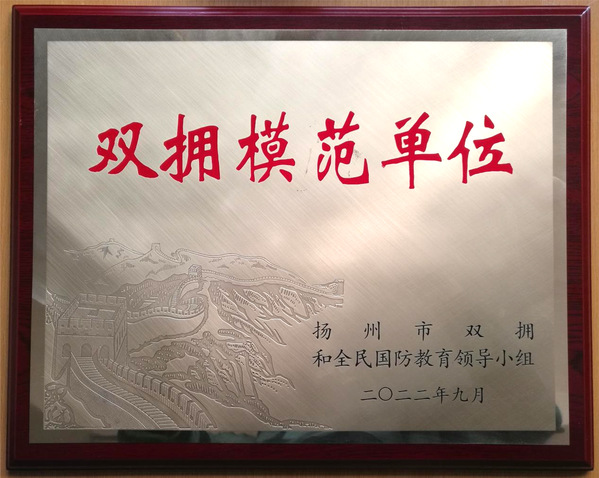 双拥模范单位
扬州市双拥
和全民国防教育领导小组
二〇二二年九月